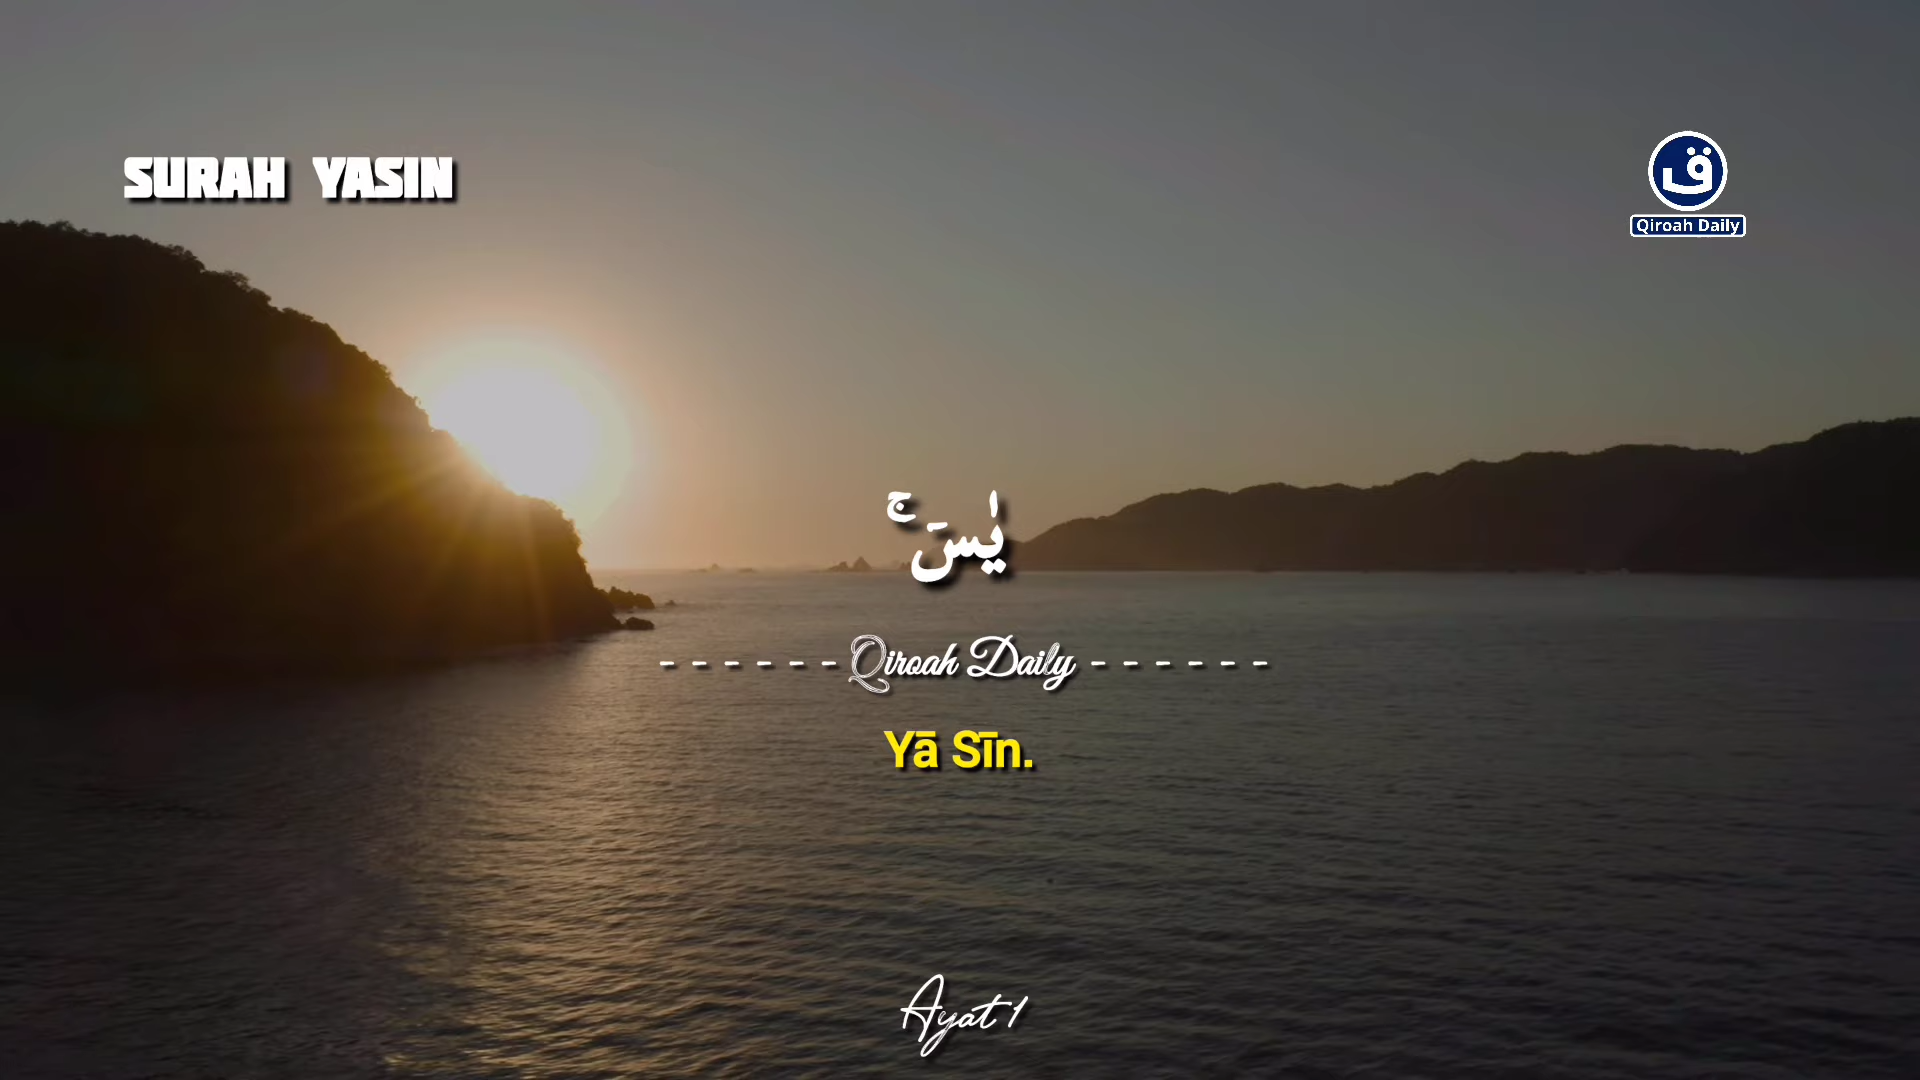 SURAH YASIN
ق
Qiroah Daily
يٰسۤ ۚ
- - - - - - Qiroah Daily - - - - - -
Yā Sīn.
Ayat 1